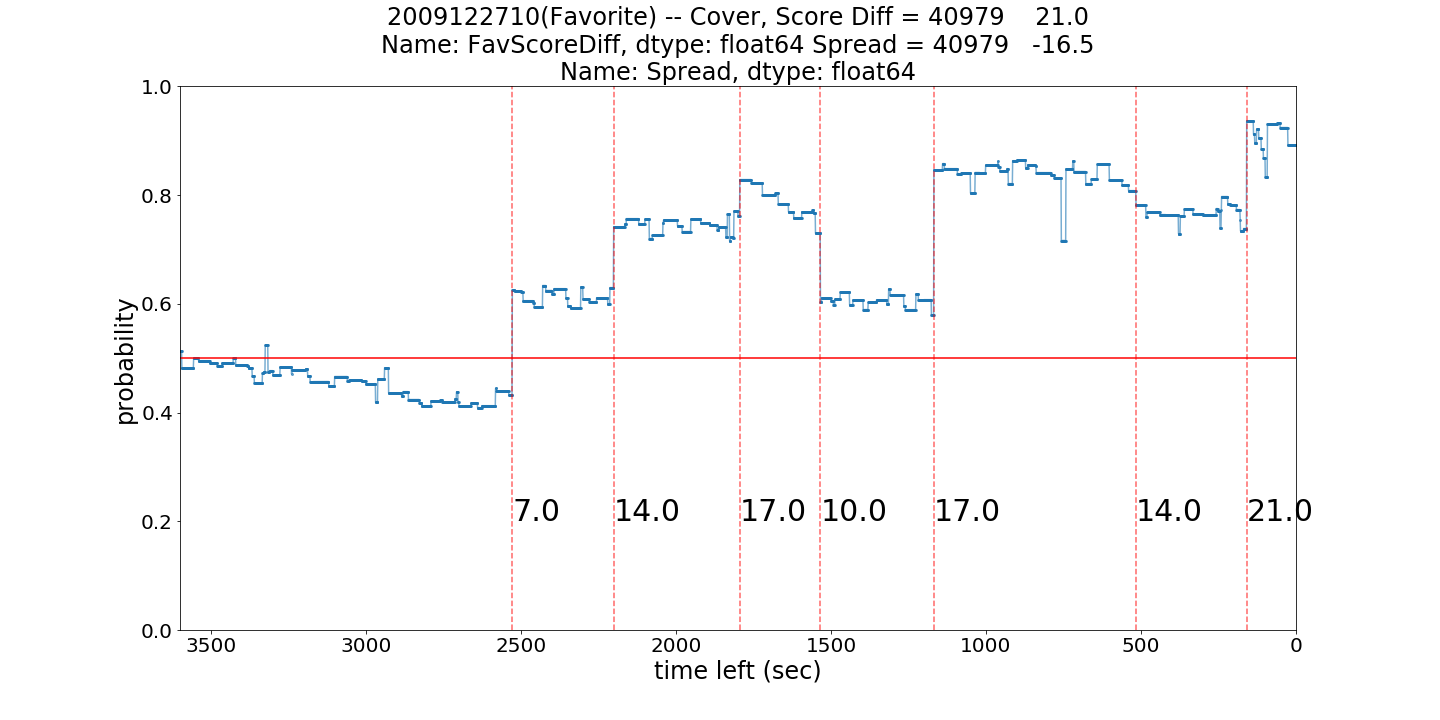 2009122710(Favorite) -- Cover, Score Diff = 40979    21.0
Name: FavScoreDiff, dtype: float64 Spread = 40979   -16.5
Name: Spread, dtype: float64
1.0
0.8
0.6
0.4
0.2
0.0
probability
7.0 14.0 17.0 10.0 17.0 14.0 21.0
3500 3000 2500 2000 1500 1000 500 0
time left (sec)